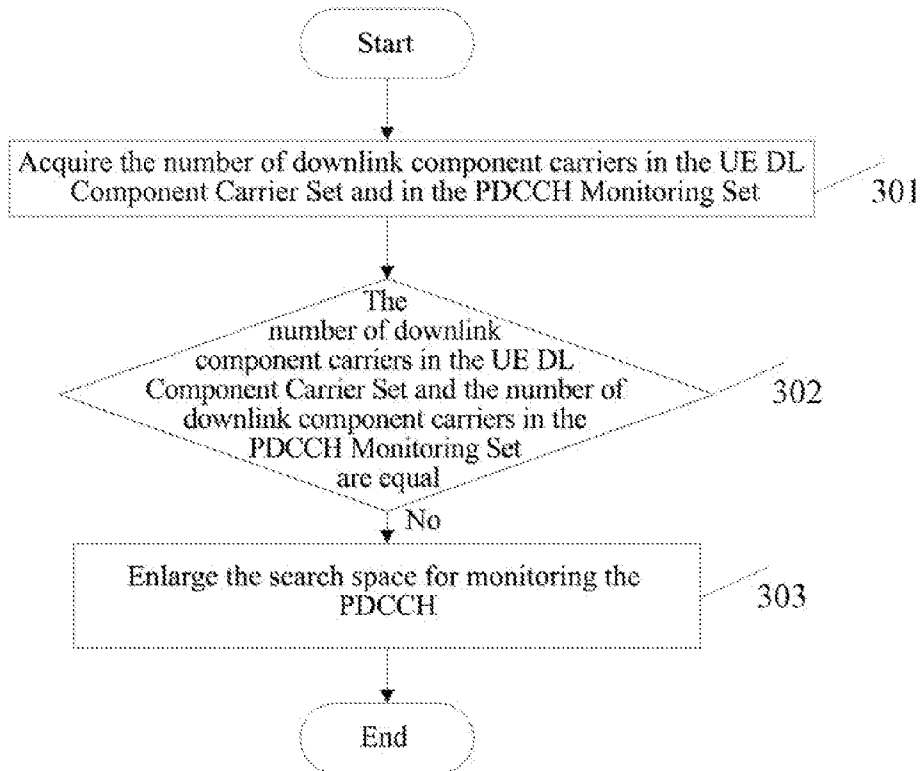 Start
Acquire the number of downlink component carriers in the UE DL
Component Carrier Set and in the PDCCH Monitoring Set
301
The
number of downlink
component carriers in the UE DL
Component Carrier Set and the number of
downlink component carriers in the
PDCCH Monitoring Set
are equal
302
No
Enlarge the search space for monitoring the
PDCCH
303
End